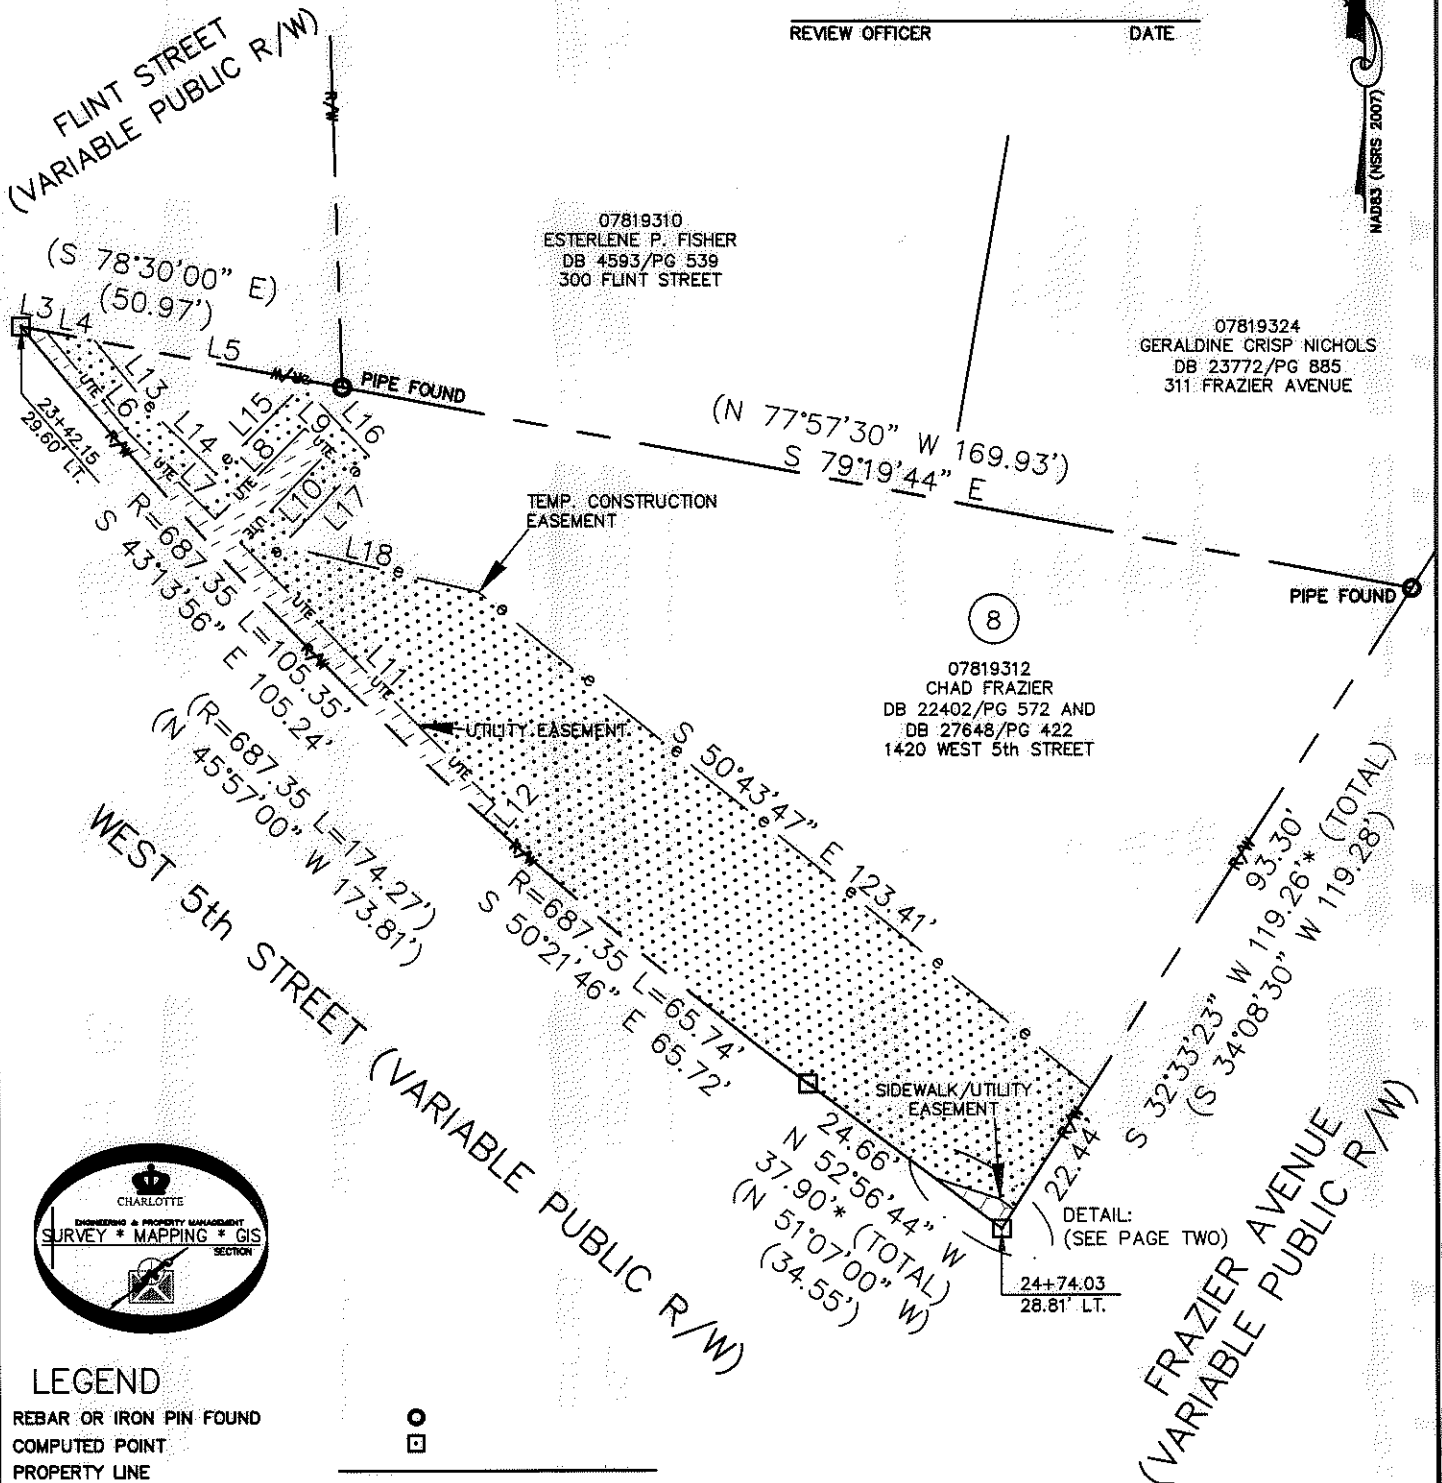 REVIEW OFFICER
DATE
NAD83 (NSRS 2007)
FLINT STREET
(VARIABLE PUBLIC R/W)
R/W
07819310
ESTERLENE P. FISHER
DB 4593/PG 539
300 FLINT STREET
07819324
GERALDINE CRISP NICHOLS
DB 23772/PG 885
311 FRAZIER AVENUE
(S 78°30'00" E)
(50.97')
L3
L4
L5
R/W
PIPE FOUND
L13
e
L6
UTE
L14
e
L15
L9
L16
UTE
e
L8
UTE
L7
UTE
R/W
L10
L17
UTE
e
23+42.15
29.60' LT.
(N 77°57'30" W 169.93')
S 79°19'44" E
PIPE FOUND
TEMP. CONSTRUCTION
EASEMENT
L18
e
e
e
e
e
e
e
e
UTE
R/W
L11
UTE
UTILITY EASEMENT
UTE
L12
R/W
R=687.35 L=105.35'
S 43°13'56" E 105.24'
(R=687.35 L=174.27')
(N 45°57'00" W 173.81')
8
07819312
CHAD FRAZIER
DB 22402/PG 572 AND
DB 27648/PG 422
1420 WEST 5th STREET
S 50°43'47" E 123.41'
R=687.35 L=65.74'
S 50°21'46" E 65.72'
R/W
93.30'
S 32°33'23" W 119.26'* (TOTAL)
(S 34°08'30" W 119.28')
WEST 5th STREET (VARIABLE PUBLIC R/W)
SIDEWALK/UTILITY
EASEMENT
R/W
22.44'
24.66'
N 52°56'44" W
37.90'* (TOTAL)
(N 51°07'00" W)
(34.55')
DETAIL:
(SEE PAGE TWO)
24+74.03
28.81' LT.
FRAZIER AVENUE
(VARIABLE PUBLIC R/W)
CHARLOTTE
ENGINEERING & PROPERTY MANAGEMENT
SURVEY * MAPPING * GIS
SECTION
LEGEND
REBAR OR IRON PIN FOUND
COMPUTED POINT
PROPERTY LINE